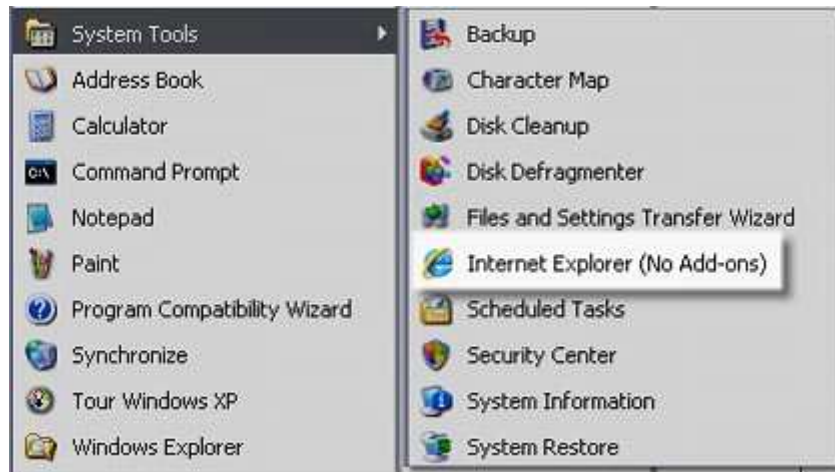 System Tools
Address Book
Calculator
Command Prompt
Notepad
Paint
Program Compatibility Wizard
Synchronize
Tour Windows XP
Windows Explorer
Backup
Character Map
Disk Cleanup
Disk Defragmenter
Files and Settings Transfer Wizard
Internet Explorer (No Add-ons)
Scheduled Tasks
Security Center
System Information
System Restore